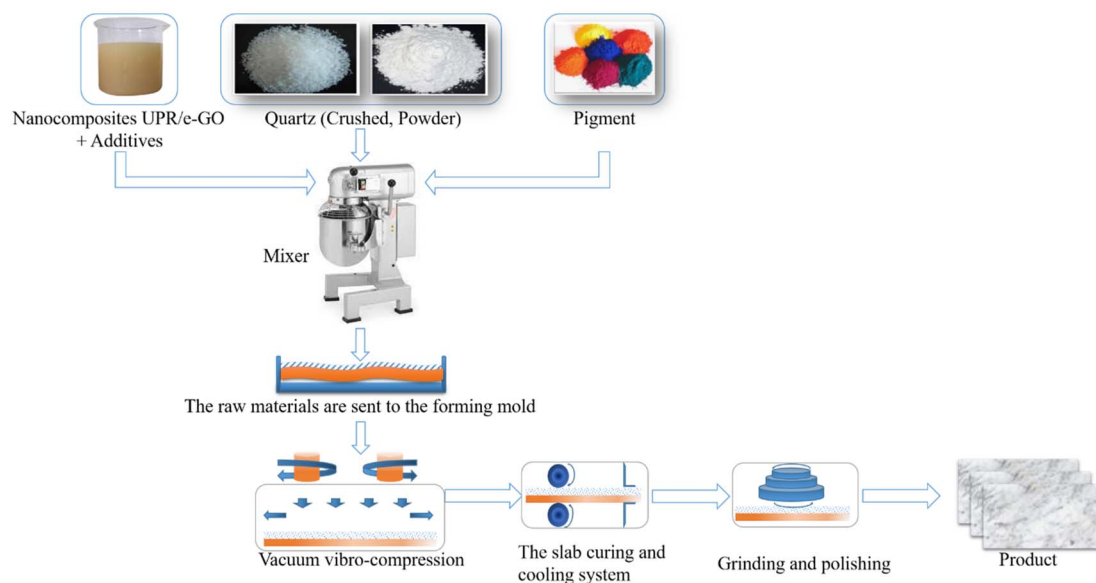 Nanocomposites UPR/e-GO
+ Additives
Quartz (Crushed, Powder)
Pigment
Mixer
The raw materials are sent to the forming mold
Vacuum vibro-compression
The slab curing and
cooling system
Grinding and polishing
Product